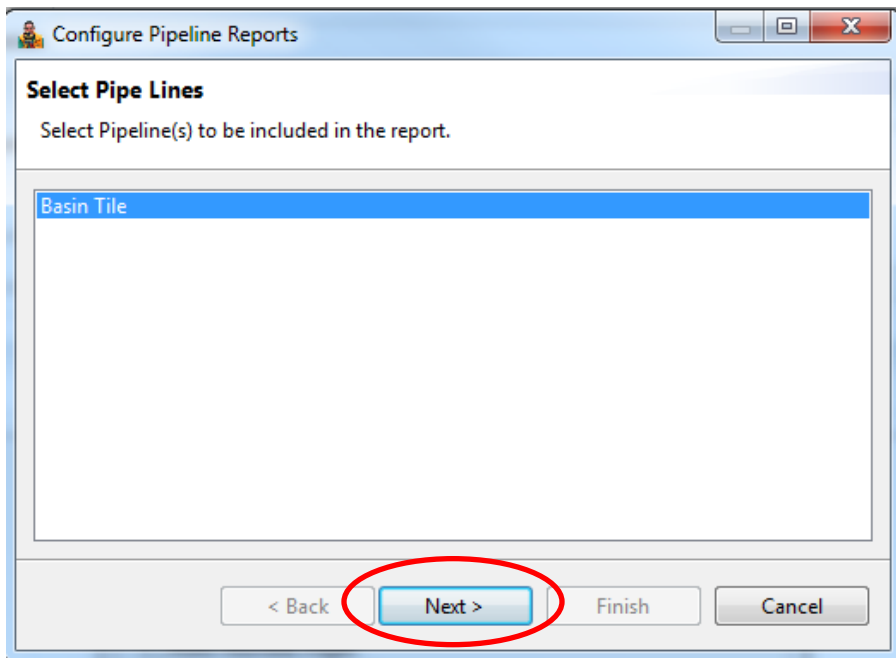 Configure Pipeline Reports
Select Pipe Lines
Select Pipeline(s) to be included in the report.
Basin Tile
< Back Next > Finish Cancel